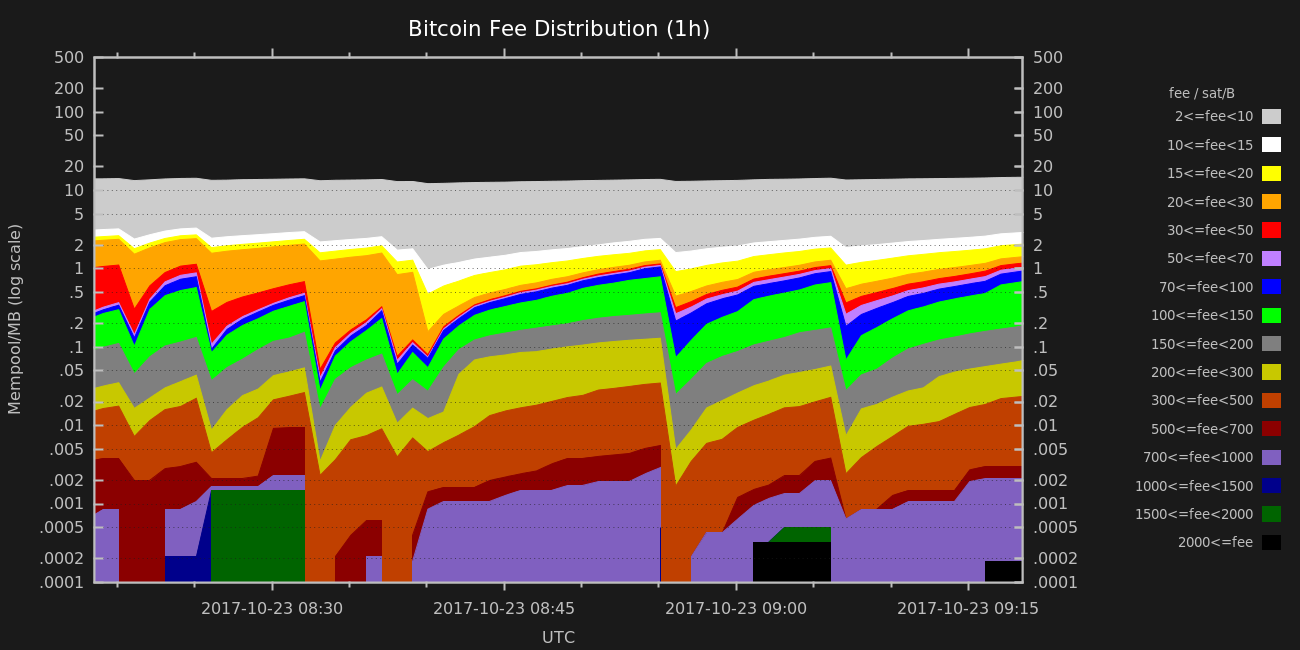 Bitcoin Fee Distribution (1h)
500 500
200 200
100 100
50 50
20 20
10 10
5 5
2 2
1 1
.5 .5
.2 .2
.1 .1
.05 .05
.02 .02
.01 .01
.005 .005
.002 .002
.001 .001
.0005 .0005
.0002 .0002
.0001 .0001
Mempool/MB (log scale)
2017-10-23 08:30 2017-10-23 08:45 2017-10-23 09:00 2017-10-23 09:15
UTC
fee / sat/B
2<=fee<10
10<=fee<15
15<=fee<20
20<=fee<30
30<=fee<50
50<=fee<70
70<=fee<100
100<=fee<150
150<=fee<200
200<=fee<300
300<=fee<500
500<=fee<700
700<=fee<1000
1000<=fee<1500
1500<=fee<2000
2000<=fee